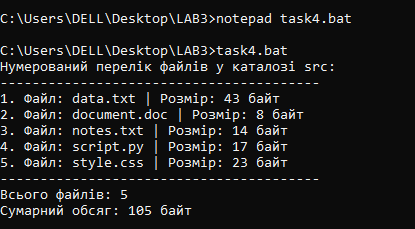 C:\Users\DELL\Desktop\LAB3>notepad task4.bat
C:\Users\DELL\Desktop\LAB3>task4.bat
Нумерований перелік файлів у каталозі src:
----------------------------------------
1. Файл: data.txt | Розмір: 43 байт
2. Файл: document.doc | Розмір: 8 байт
3. Файл: notes.txt | Розмір: 14 байт
4. Файл: script.py | Розмір: 17 байт
5. Файл: style.css | Розмір: 23 байт
----------------------------------------
Всього файлів: 5
Сумарний обсяг: 105 байт